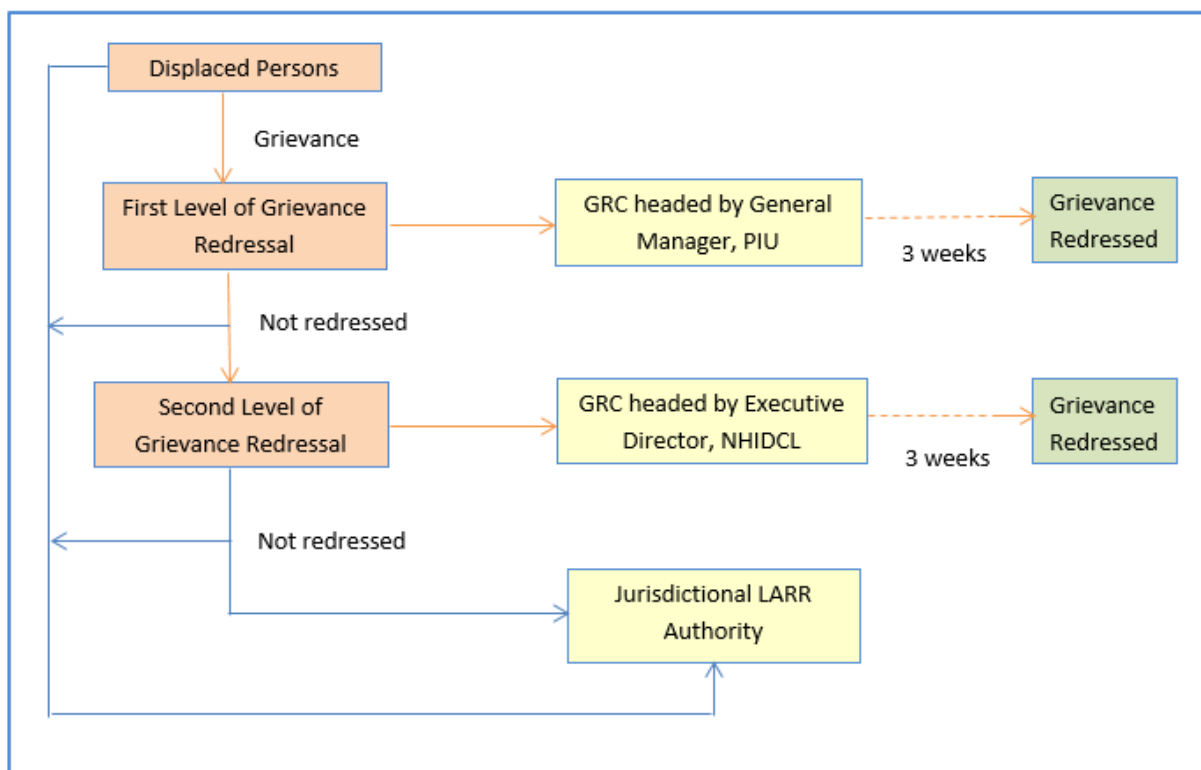 Displaced Persons
Grievance
First Level of Grievance
Redressal
GRC headed by General
Manager, PIU
3 weeks
Grievance
Redressed
Not redressed
Second Level of
Grievance Redressal
GRC headed by Executive
Director, NHIDCL
3 weeks
Grievance
Redressed
Not redressed
Jurisdictional LARR
Authority